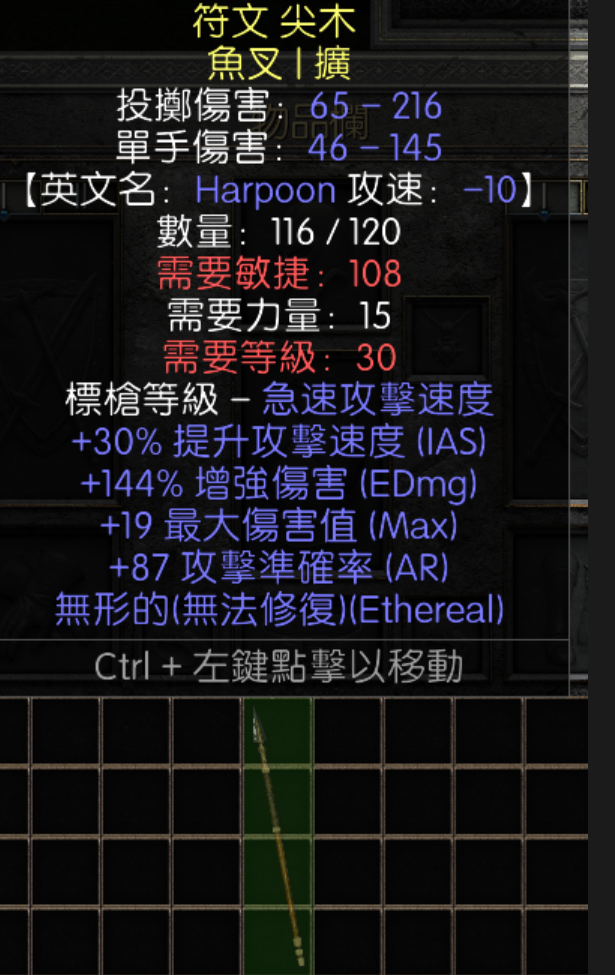 符文 尖木
魚叉 | 擴
投擲傷害: 65 - 216
物品欄
單手傷害: 46 - 145
【英文名: Harpoon 攻速: -10】
數量: 116 / 120
需要敏捷: 108
需要力量: 15
需要等級: 30
標槍等級 - 急速攻擊速度
+30% 提升攻擊速度 (IAS)
+144% 增強傷害 (EDmg)
+19 最大傷害值 (Max)
+87 攻擊準確率 (AR)
無形的(無法修復)(Ethereal)
Ctrl + 左鍵點擊以移動